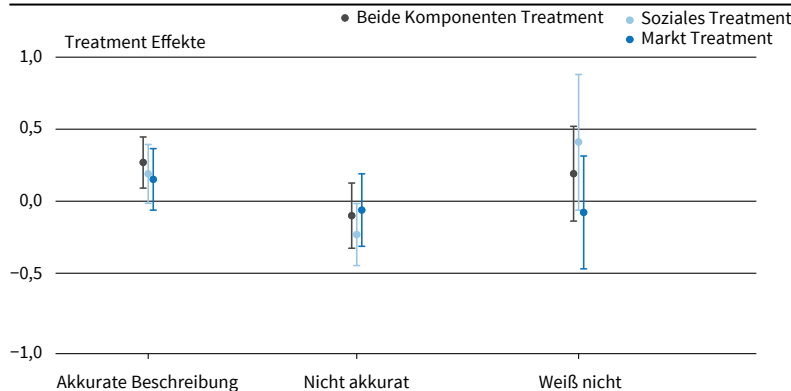 Beide Komponenten Treatment
Soziales Treatment
Markt Treatment
Treatment Effekte
1,0
0,5
0,0
−0,5
−1,0
Akkurate Beschreibung
Nicht akkurat
Weiß nicht